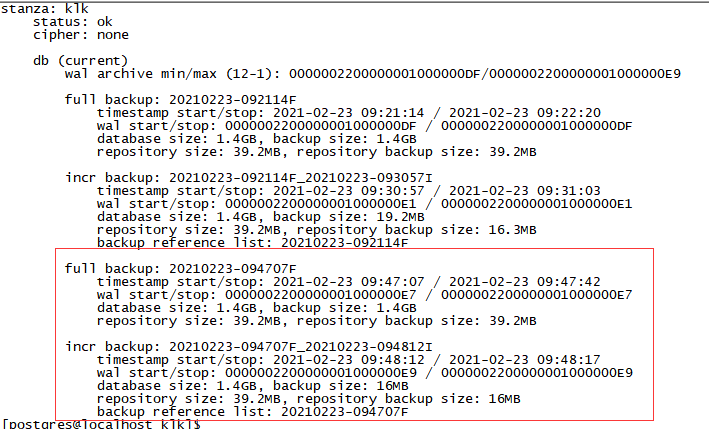 stanza: klk
    status: ok
    cipher: none

    db (current)
        wal archive min/max (12-1): 0000002200000001000000DF/0000002200000001000000E9

        full backup: 20210223-092114F
            timestamp start/stop: 2021-02-23 09:21:14 / 2021-02-23 09:22:20
            wal start/stop: 0000002200000001000000DF / 0000002200000001000000DF
            database size: 1.4GB, backup size: 1.4GB
            repository size: 39.2MB, repository backup size: 39.2MB

        incr backup: 20210223-092114F_20210223-093057I
            timestamp start/stop: 2021-02-23 09:30:57 / 2021-02-23 09:31:03
            wal start/stop: 0000002200000001000000E1 / 0000002200000001000000E1
            database size: 1.4GB, backup size: 19.2MB
            repository size: 39.2MB, repository backup size: 16.3MB
            backup reference list: 20210223-092114F

        full backup: 20210223-094707F
            timestamp start/stop: 2021-02-23 09:47:07 / 2021-02-23 09:47:42
            wal start/stop: 0000002200000001000000E7 / 0000002200000001000000E7
            database size: 1.4GB, backup size: 1.4GB
            repository size: 39.2MB, repository backup size: 39.2MB

        incr backup: 20210223-094707F_20210223-094812I
            timestamp start/stop: 2021-02-23 09:48:12 / 2021-02-23 09:48:17
            wal start/stop: 0000002200000001000000E9 / 0000002200000001000000E9
            database size: 1.4GB, backup size: 16MB
            repository size: 39.2MB, repository backup size: 16MB
            backup reference list: 20210223-094707F
[postgres@localhost klk]$